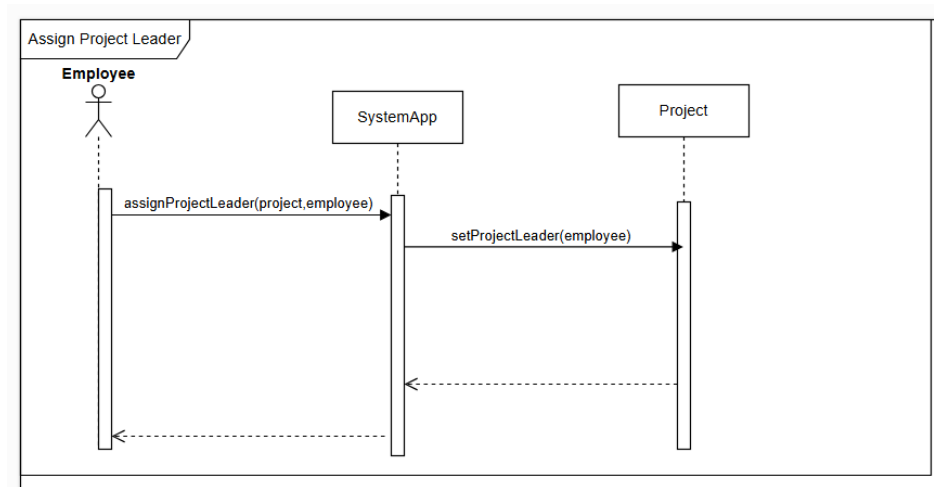 Assign Project Leader
Employee
SystemApp
Project
assignProjectLeader(project,employee)
setProjectLeader(employee)